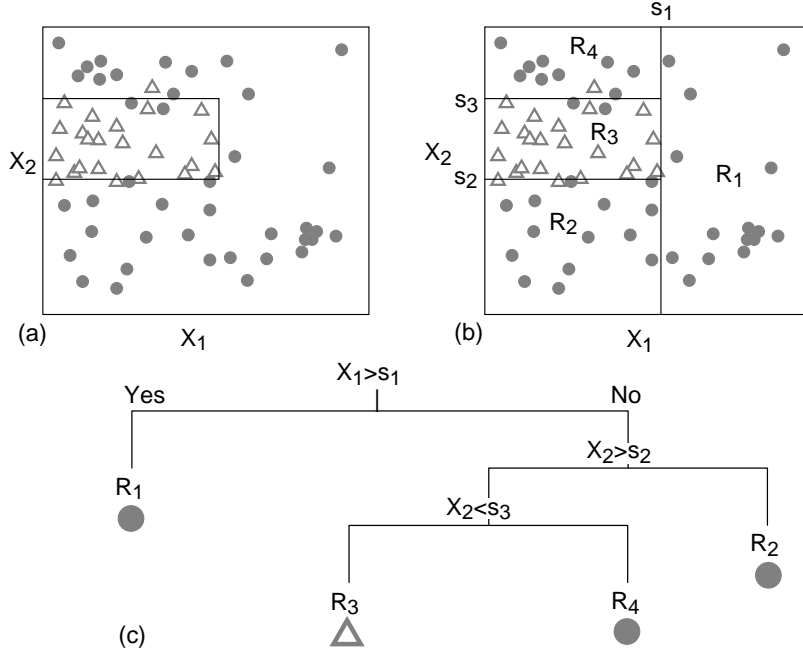 s1
R4
s3
R3
X2
X2
R1
s2
R2
(a)
X1
(b)
X1
X1>s1
Yes
No
X2>s2
R1
X2<s3
R2
R3
R4
(c)